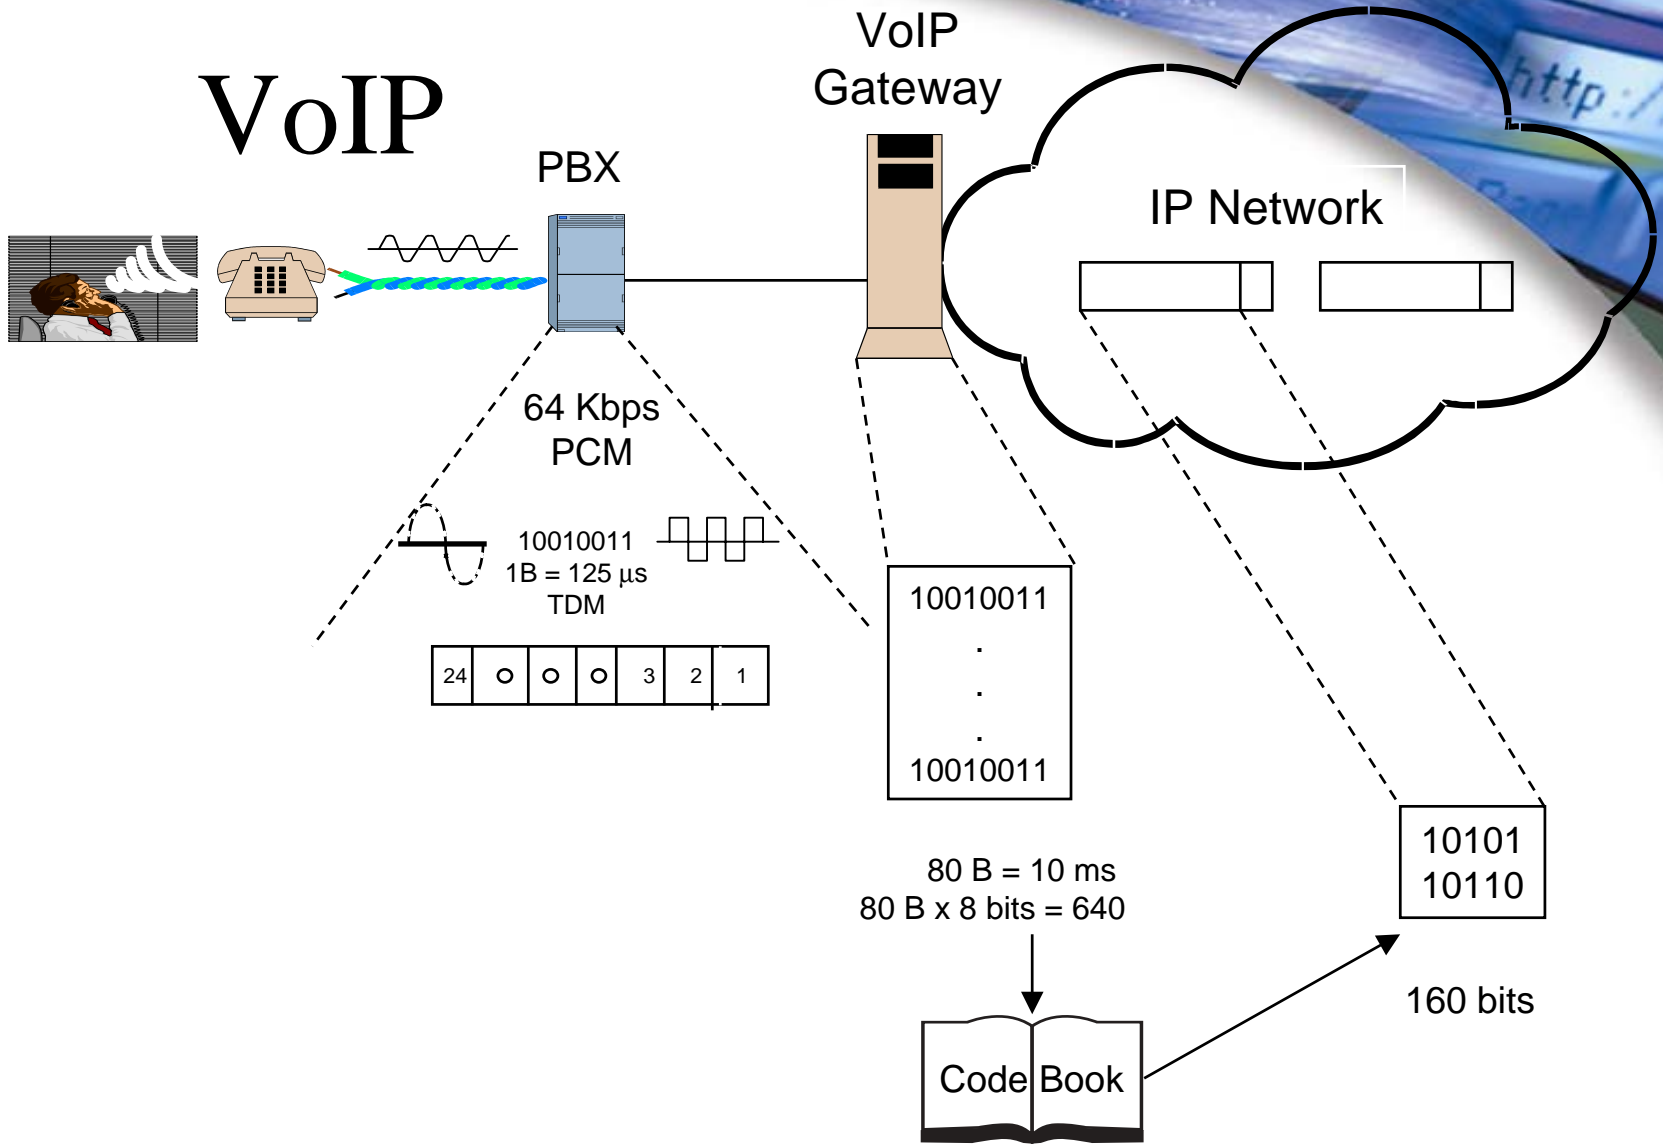 VoIP
Gateway
http:/
VoIP
PBX
IP Network
64 Kbps
PCM
10010011
1B = 125 µs
TDM
24 3 2 1
10010011
.
.
.
10010011
80 B = 10 ms
80 B x 8 bits = 640
10101
10110
160 bits
Code Book